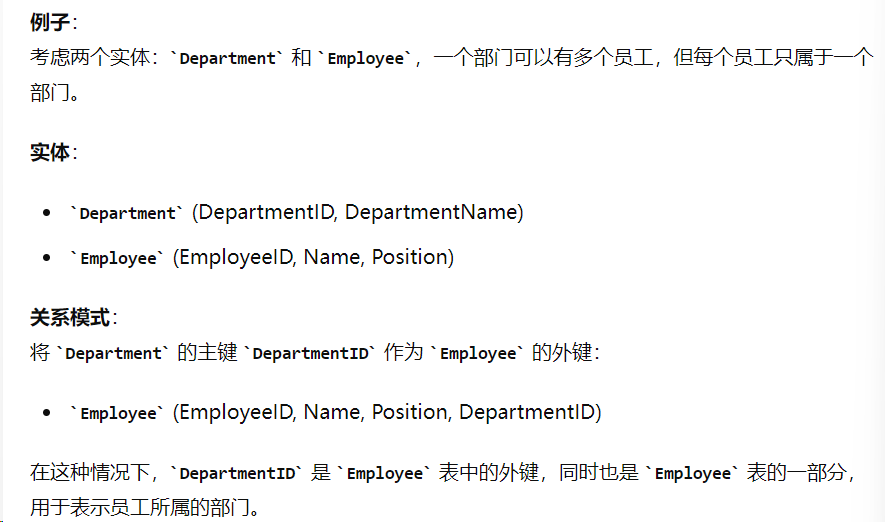 例子：
考虑两个实体：`Department` 和 `Employee`，一个部门可以有多个员工，但每个员工只属于一个
部门。
实体：
• `Department` (DepartmentID, DepartmentName)
• `Employee` (EmployeeID, Name, Position)
关系模式：
将 `Department` 的主键 `DepartmentID` 作为 `Employee` 的外键：
• `Employee` (EmployeeID, Name, Position, DepartmentID)
在这种情况下，`DepartmentID` 是 `Employee` 表中的外键，同时也是 `Employee` 表的一部分，
用于表示员工所属的部门。